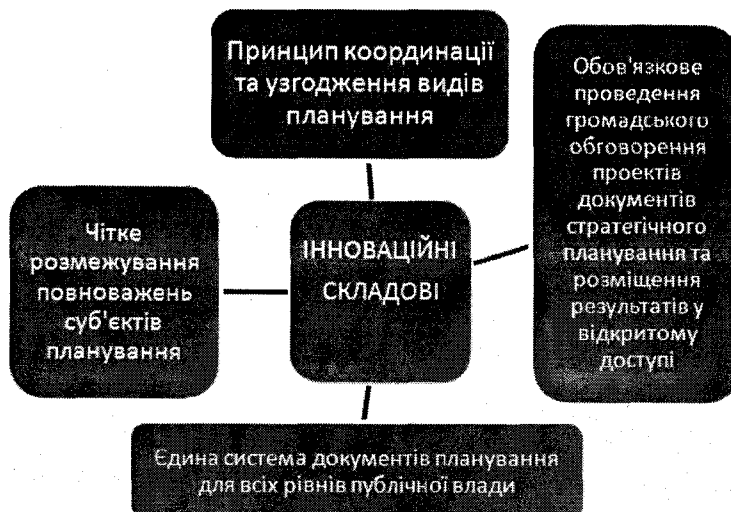 Принцип координації
та узгодження видів
планування
Обов'язкове
проведення
громадського
обговорення
проектів
документів
стратегічного
планування та
розміщення
результатів у
відкритому
доступі
Чітке
розмежування
повноважень
суб'єктів
планування
ІННОВАЦІЙНІ
СКЛАДОВІ
Єдина система документів планування
для всіх рівнів публічної влади